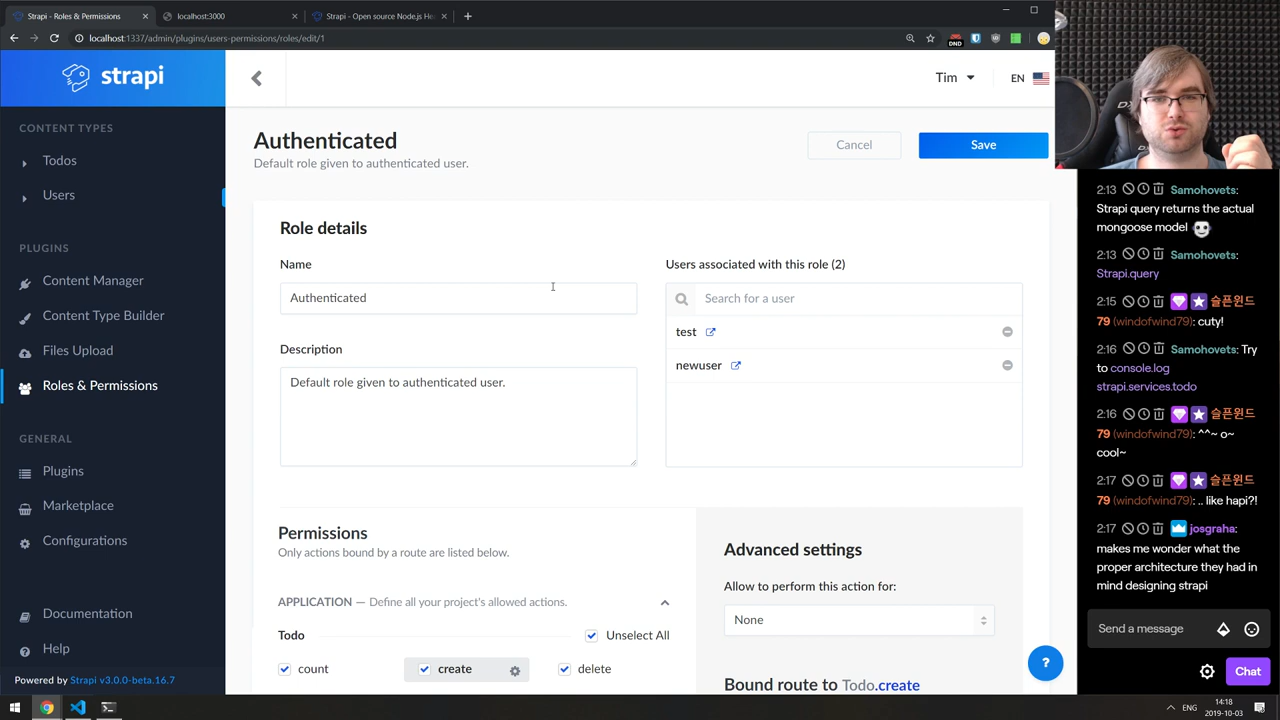 Strapi - Roles & Permissions
localhost:3000
Strapi - Open source Node.js He
localhost:1337/admin/plugins/users-permissions/roles/edit/1
DND
strapi
Tim
EN
CONTENT TYPES
Todos
Users
PLUGINS
Content Manager
Content Type Builder
Files Upload
Roles & Permissions
GENERAL
Plugins
Marketplace
Configurations
Documentation
Help
Powered by Strapi v3.0.0-beta.16.7
Authenticated
Default role given to authenticated user.
Cancel
Save
Role details
Name
Authenticated
Description
Default role given to authenticated user.
Users associated with this role (2)
Search for a user
test
newuser
Permissions
Only actions bound by a route are listed below.
APPLICATION — Define all your project's allowed actions.
Todo
Unselect All
count
create
delete
Advanced settings
Allow to perform this action for:
None
Bound route to Todo.create
?
2:13 Samohovets:
Strapi query returns the actual
mongoose model
2:13 Samohovets:
Strapi.query
2:15 슬픈윈드
79 (windofwind79): cuty!
2:16 Samohovets: Try
to console.log
strapi.services.todo
2:16 슬픈윈드
79 (windofwind79): ^^~ o~
cool~
2:17 슬픈윈드
79 (windofwind79): .. like hapi?!
2:17 josgraha:
makes me wonder what the
proper architecture they had in
mind designing strapi
Send a message
Chat
ENG
14:18
2019-10-03